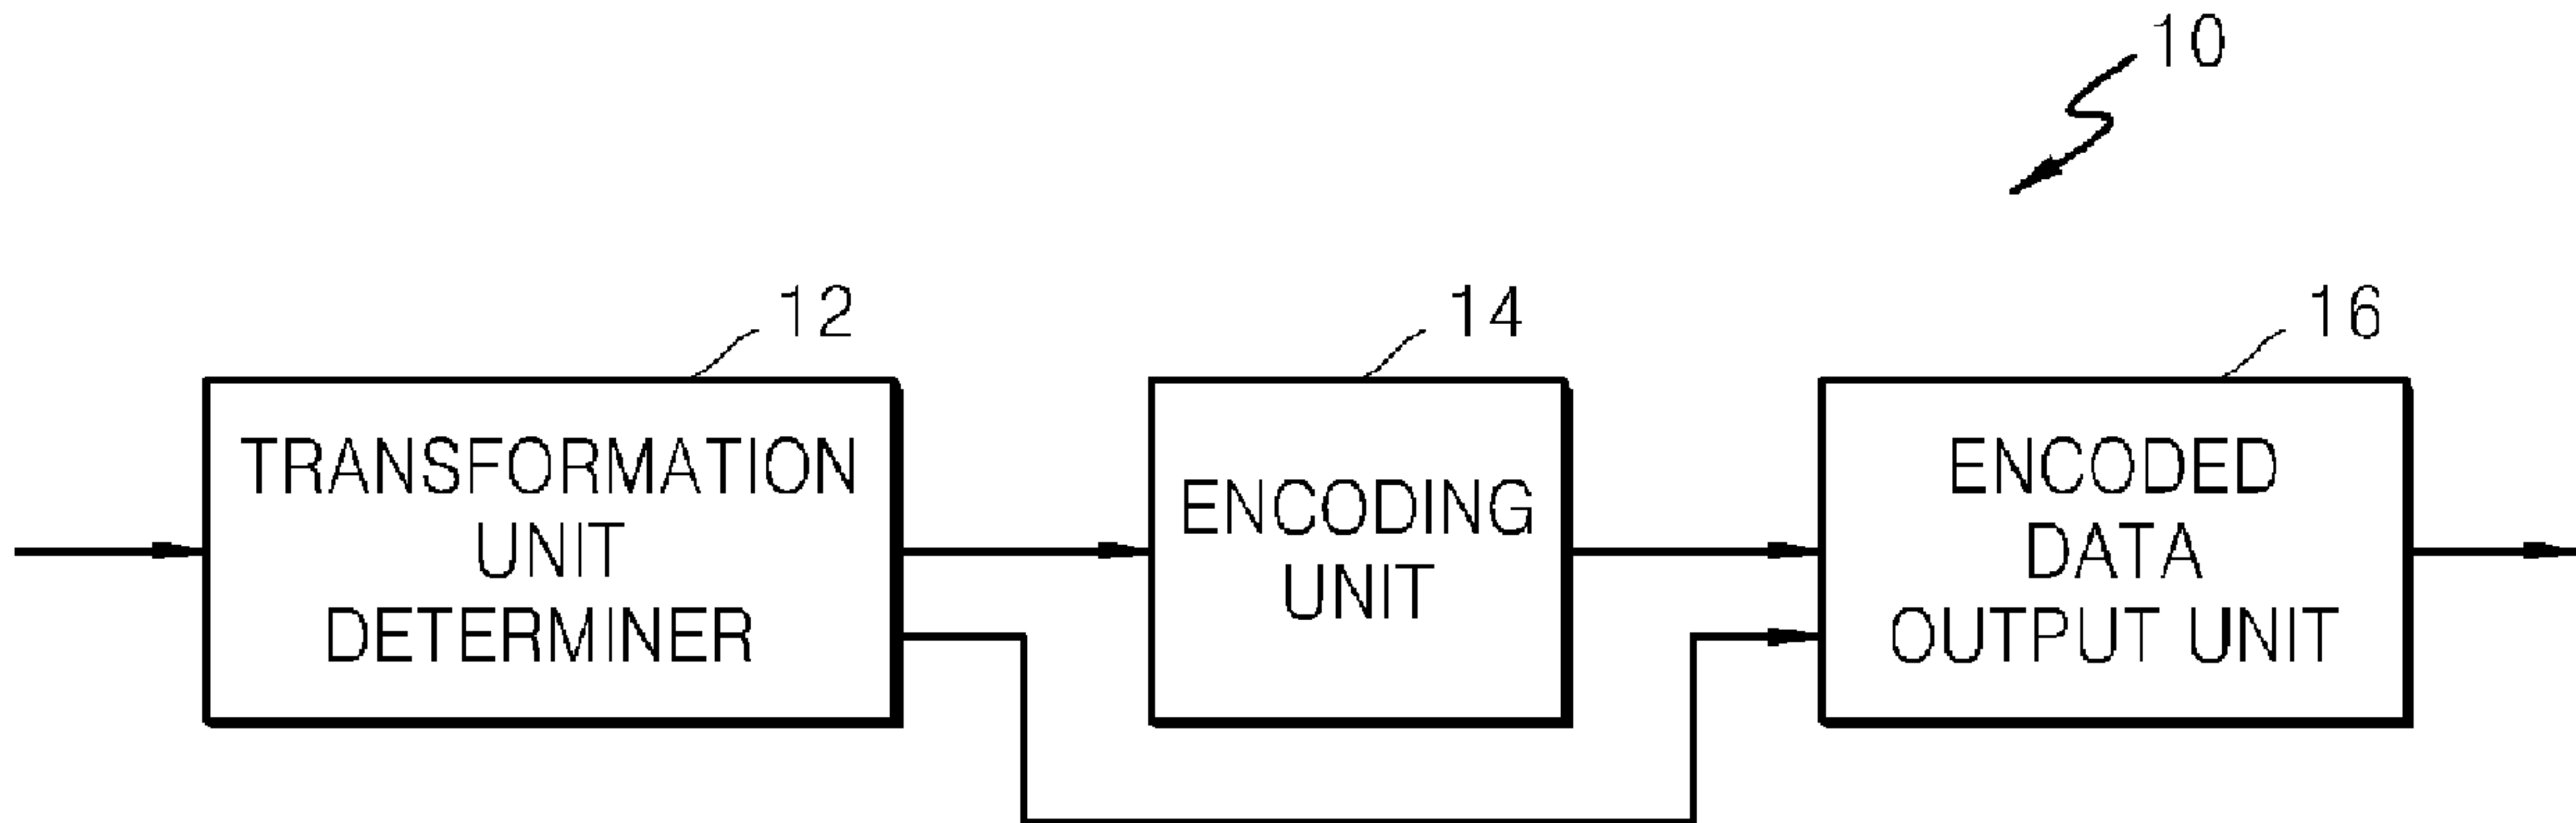 10
12
14
16
TRANSFORMATION
UNIT
DETERMINER
ENCODING
UNIT
ENCODED
DATA
OUTPUT UNIT